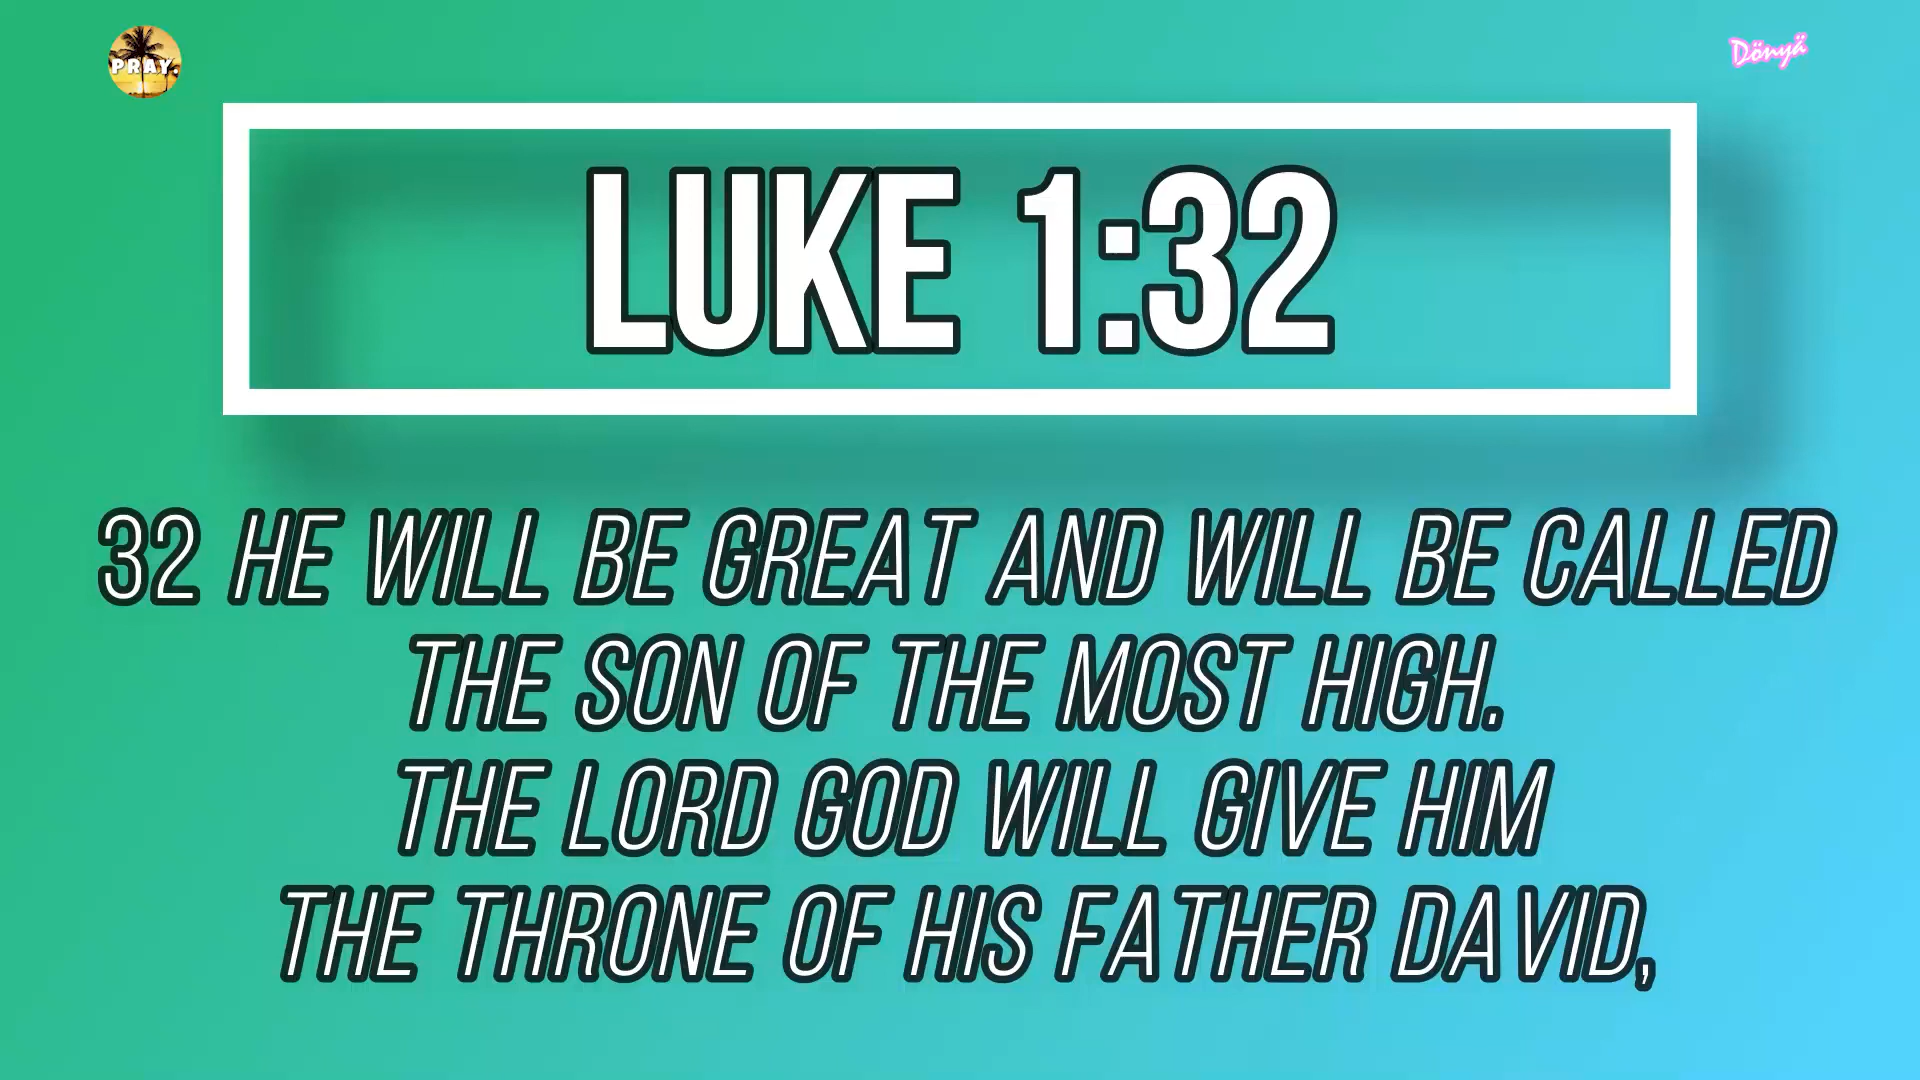 PRAY.
Dönyä
LUKE 1:32
32 HE WILL BE GREAT AND WILL BE CALLED
THE SON OF THE MOST HIGH.
THE LORD GOD WILL GIVE HIM
THE THRONE OF HIS FATHER DAVID,